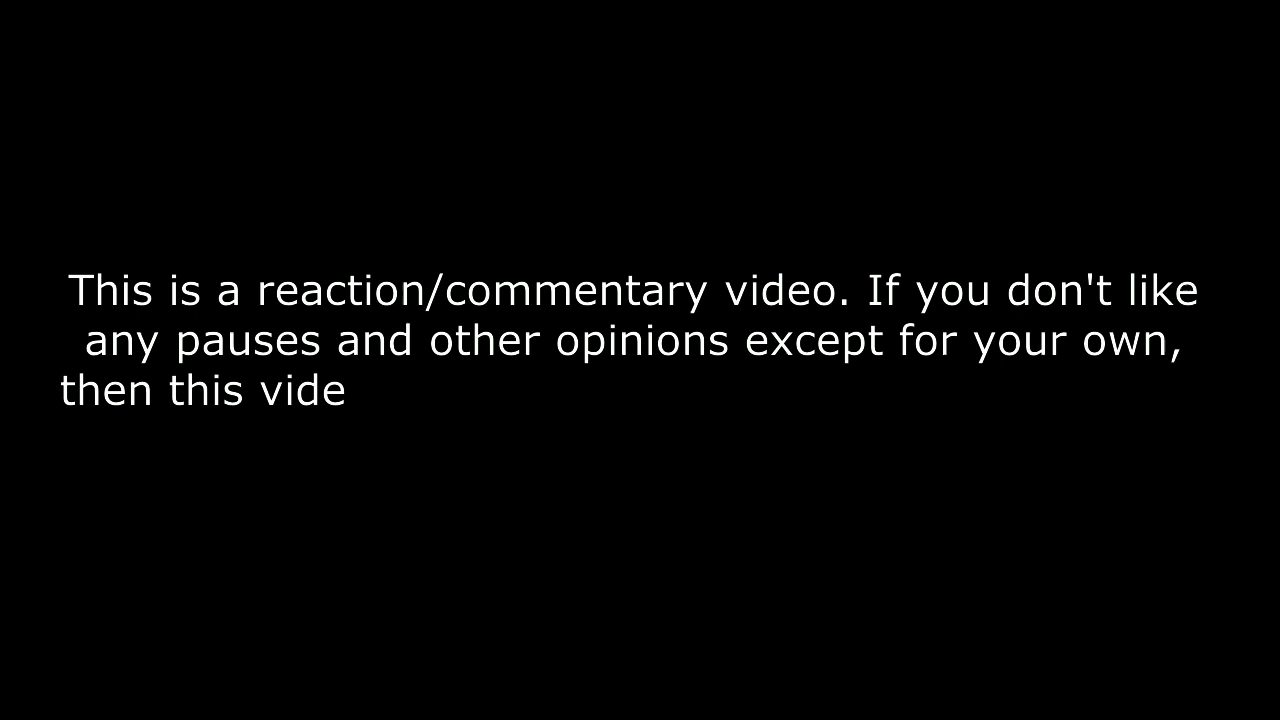 This is a reaction/commentary video. If you don't like
any pauses and other opinions except for your own,
then this vide